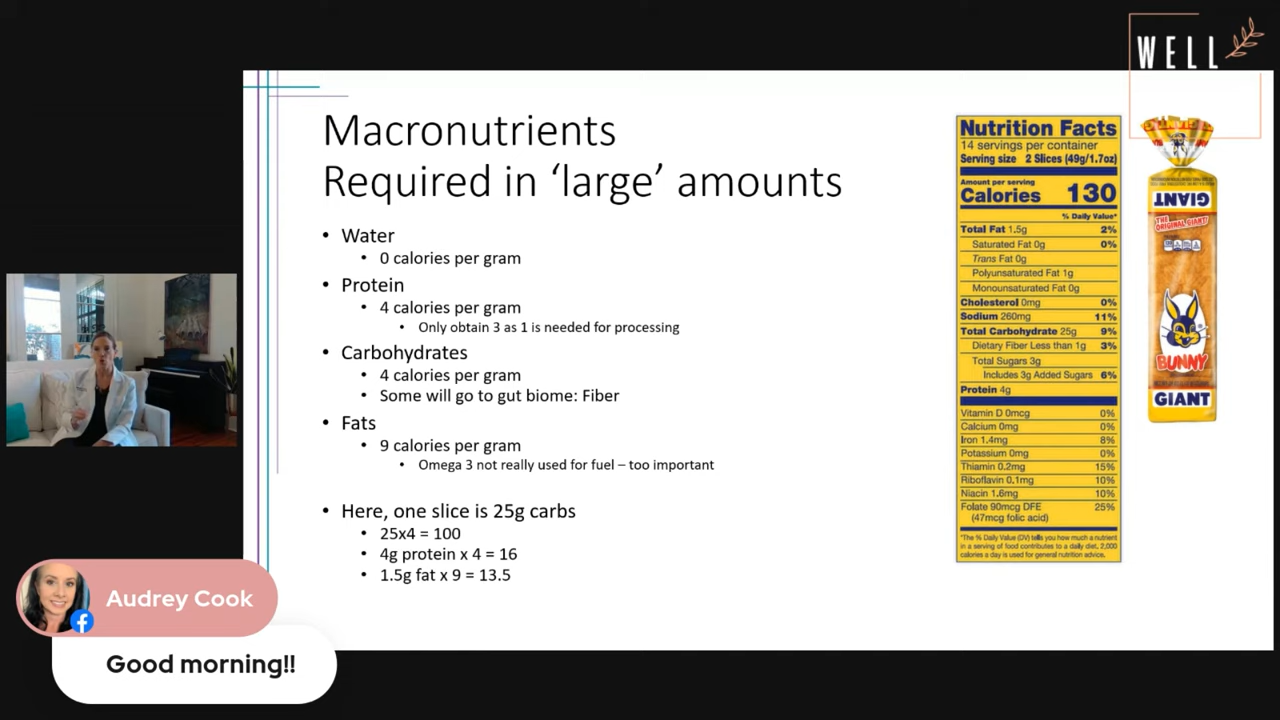 WELL
Macronutrients
Required in ‘large’ amounts
• Water
• 0 calories per gram
• Protein
• 4 calories per gram
• Only obtain 3 as 1 is needed for processing
• Carbohydrates
• 4 calories per gram
• Some will go to gut biome: Fiber
• Fats
• 9 calories per gram
• Omega 3 not really used for fuel – too important
• Here, one slice is 25g carbs
• 25x4 = 100
• 4g protein x 4 = 16
• 1.5g fat x 9 = 13.5
Nutrition Facts
14 servings per container
Serving size 2 Slices (49g/1.7oz)
Amount per serving
Calories 130
% Daily Value*
Total Fat 1.5g 2%
Saturated Fat 0g 0%
Trans Fat 0g
Polyunsaturated Fat 1g
Monounsaturated Fat 0g
Cholesterol 0mg 0%
Sodium 260mg 11%
Total Carbohydrate 25g 9%
Dietary Fiber Less than 1g 3%
Total Sugars 3g
Includes 3g Added Sugars 6%
Protein 4g
Vitamin D 0mcg 0%
Calcium 0mg 0%
Iron 1.4mg 8%
Potassium 0mg 0%
Thiamin 0.2mg 15%
Riboflavin 0.1mg 10%
Niacin 1.6mg 10%
Folate 90mcg DFE 25%
(47mcg folic acid)
*The % Daily Value (DV) tells you how much a nutrient
in a serving of food contributes to a daily diet. 2,000
calories a day is used for general nutrition advice.
GIANT
THE ORIGINAL GIANT!
BUNNY
GIANT
Audrey Cook
Good morning!!